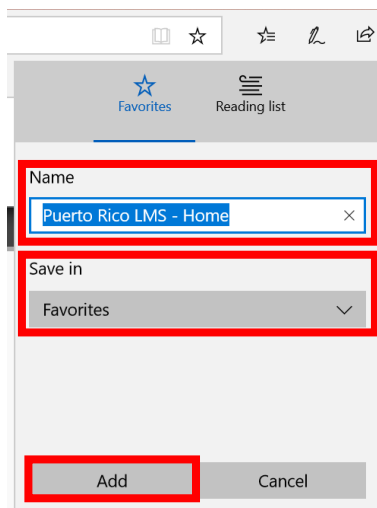 Favorites Reading list
Name
Puerto Rico LMS - Home
Save in
Favorites
Add Cancel